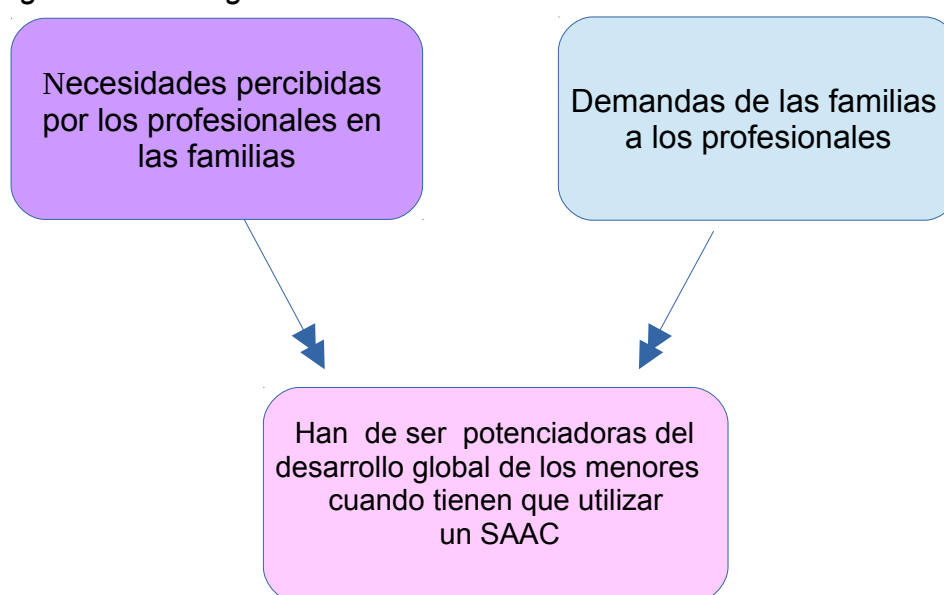 Necesidades percibidas
por los profesionales en
las familias
Demandas de las familias
a los profesionales
Han de ser potenciadoras del
desarrollo global de los menores
cuando tienen que utilizar
un SAAC